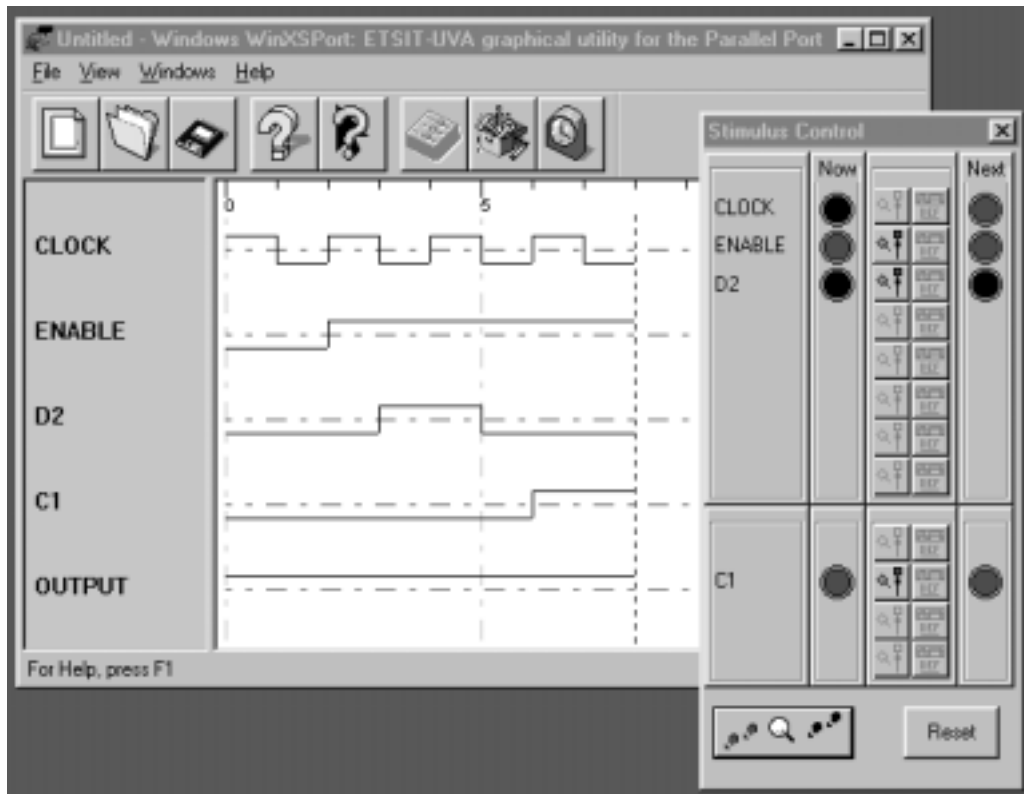 Untitled - Windows WinXSPort: ETSIT-UVA graphical utility for the Parallel Port
File View Windows Help
0 5
CLOCK
ENABLE
D2
C1
OUTPUT
For Help, press F1
Stimulus Control
Now Next
CLOCK
ENABLE
D2
C1
Reset